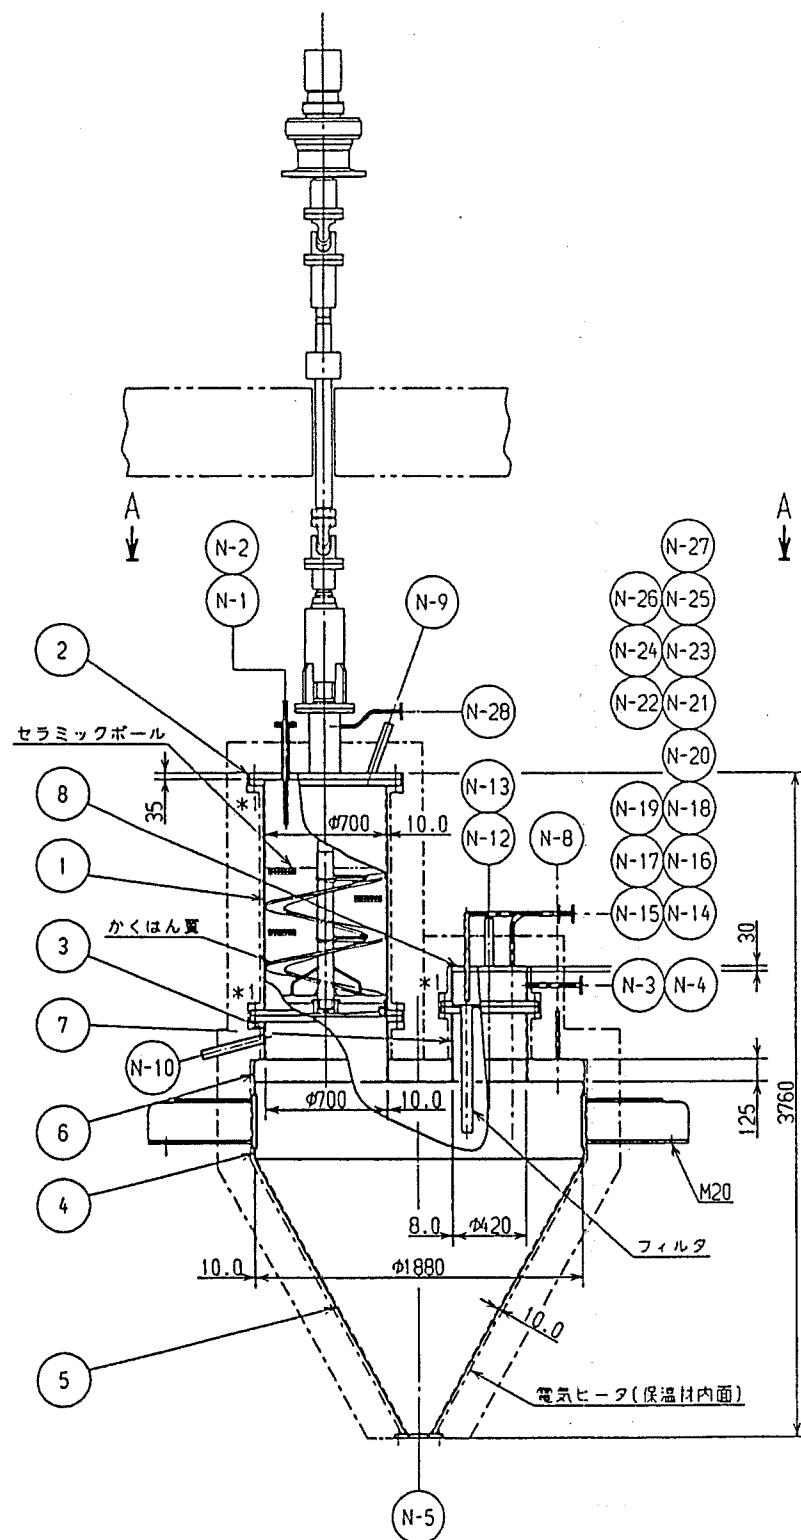 A
A
N-2
N-27
N-1
N-9
N-26
N-25
2
N-24
N-23
セラミックボール
N-28
N-22
N-21
N-20
8
35
*1
N-13
φ700
10.0
N-12
N-8
N-19
N-18
1
N-17
N-16
かくはん翼
N-15
N-14
30
3
*1
*1
N-3
N-4
7
N-10
3760
φ700
10.0
125
6
4
M20
8.0
φ420
フィルタ
10.0
φ1880
10.0
5
電気ヒータ(保温材内面)
N-5